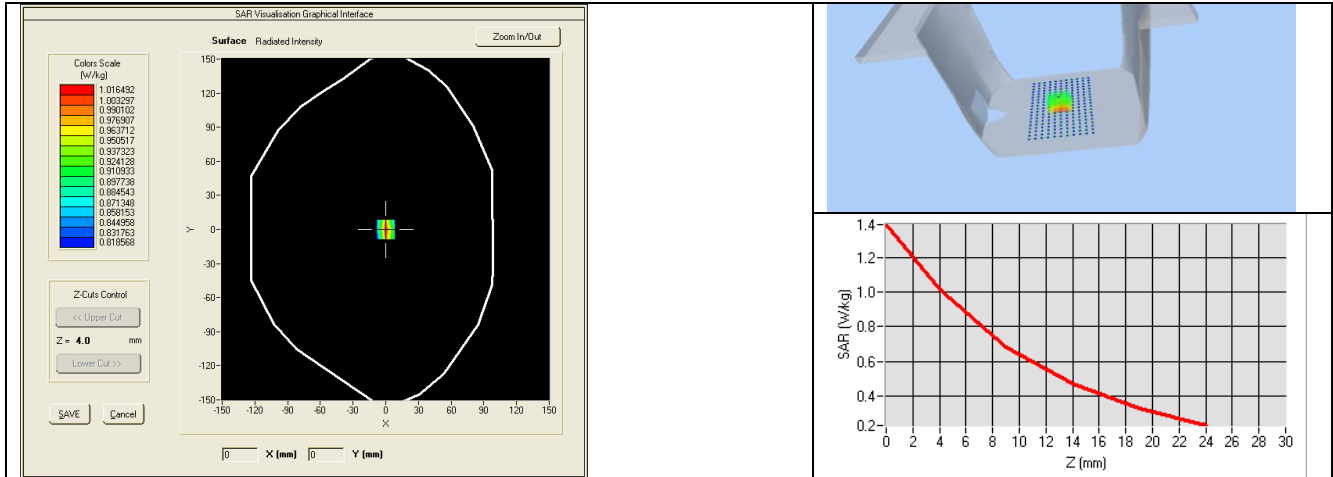 SAR Visualisation Graphical Interface
Surface Radiated Intensity
Zoom In/Out
Colors Scale
(W/kg)
1.016492
1.003297
0.990102
0.976907
0.963712
0.950517
0.937323
0.924128
0.910933
0.897738
0.884543
0.871348
0.858153
0.844958
0.831763
0.818568
Z-Cuts Control
<< Upper Cut
Z = 4.0 mm
Lower Cut >>
SAVE Cancel
150
120
90
60
30
0
-30
-60
-90
-120
-150
Y
-150 -120 -90 -60 -30 0 30 60 90 120 150
X
0 X (mm) 0 Y (mm)
1.4
1.2
1.0
0.8
0.6
0.4
0.2
SAR (W/kg)
0 2 4 6 8 10 12 14 16 18 20 22 24 26 28 30
Z (mm)